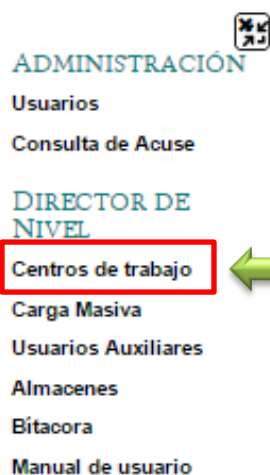 ADMINISTRACIÓN
Usuarios
Consulta de Acuse
DIRECTOR DE
NIVEL
Centros de trabajo
Carga Masiva
Usuarios Auxiliares
Almacenes
Bitacora
Manual de usuario